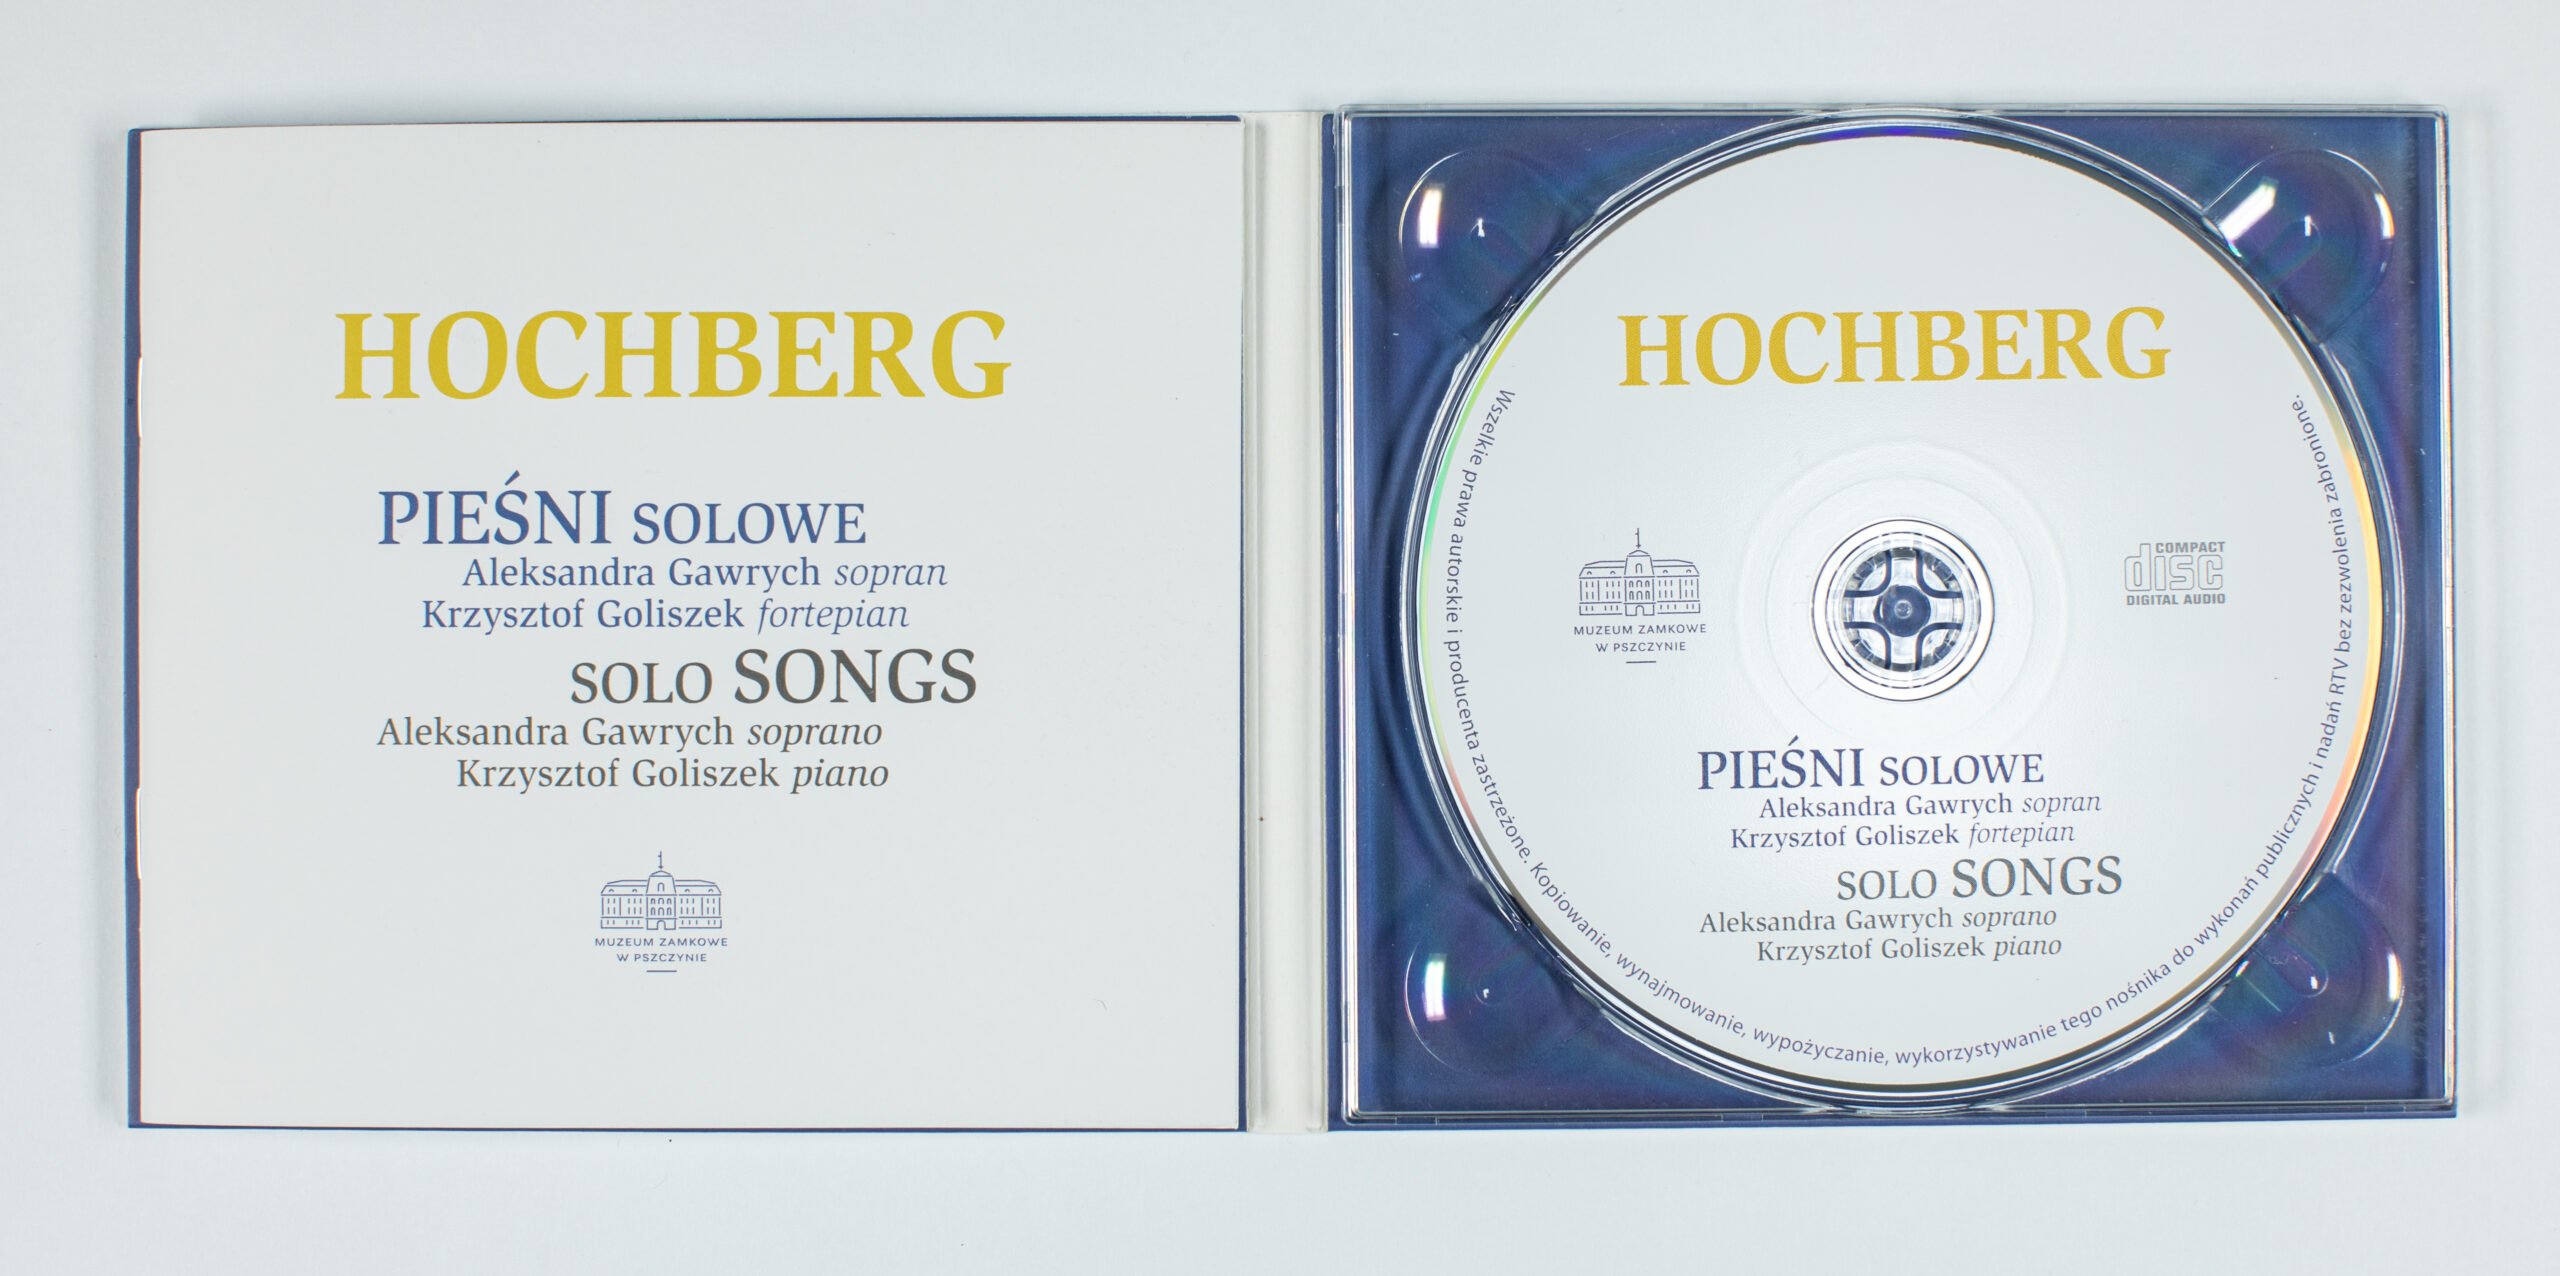 HOCHBERG
PIEŚNI SOLOWE
Aleksandra Gawrych sopran
Krzysztof Goliszek fortepian
SOLO SONGS
Aleksandra Gawrych soprano
Krzysztof Goliszek piano
MUZEUM ZAMKOWE
W PSZCZYNIE
HOCHBERG
MUZEUM ZAMKOWE
W PSZCZYNIE
COMPACT
disc
DIGITAL AUDIO
PIEŚNI SOLOWE
Aleksandra Gawrych sopran
Krzysztof Goliszek fortepian
SOLO SONGS
Aleksandra Gawrych soprano
Krzysztof Goliszek piano
Wszelkie prawa autorskie i producenta zastrzeżone. Kopiowanie, wynajmowanie, wypożyczanie, wykorzystywanie tego nośnika do wykonań publicznych i nadań RTV bez zezwolenia zabronione.